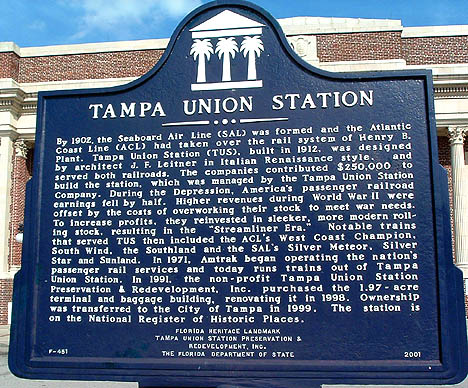 TAMPA UNION STATION
By 1902, the Seaboard Air Line (SAL) was formed and the Atlantic
Coast Line (ACL) had taken over the rail system of Henry B.
Plant. Tampa Union Station (TUS), built in 1912, was designed
by architect J. F. Leitner in Italian Renaissance style. It
served both railroads. The companies contributed $250,000 to
build the station, which was managed by the Tampa Union Station
Company. During the Depression, America's passenger railroad
earnings fell by half. Higher revenues during World War II were
offset by the costs of overworking their stock to meet war needs.
To increase profits, they reinvested in sleeker, more modern roll-
ing stock, resulting in the "Streamliner Era." Notable trains
that served TUS then included the ACL's West Coast Champion,
South Wind, The Southland and the SAL's Silver Meteor, Silver
Star and Sunland. In 1971, Amtrak began operating the nation's
passenger rail services and today runs trains out of Tampa
Union Station. In 1991, the non-profit Tampa Union Station
Preservation & Redevelopment, Inc. purchased the 1.97-acre
terminal and baggage building, renovating it in 1998. Ownership
was transferred to the City of Tampa in 1999. The station is
on the National Register of Historic Places.
FLORIDA HERITAGE LANDMARK
TAMPA UNION STATION PRESERVATION &
REDEVELOPMENT, INC.
F-451 THE FLORIDA DEPARTMENT OF STATE 2001